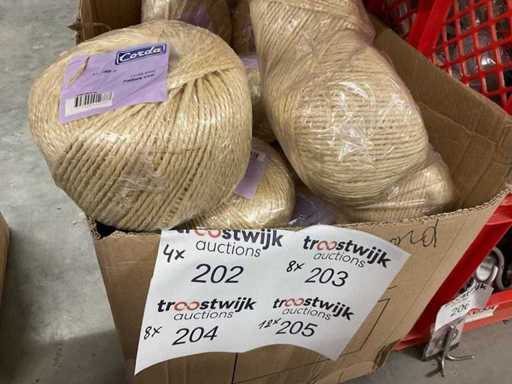 Corda
troostwijk
auctions
4x 202
troostwijk
auctions
8x 203
troostwijk
auctions
8x 204
troostwijk
auctions
12x 205